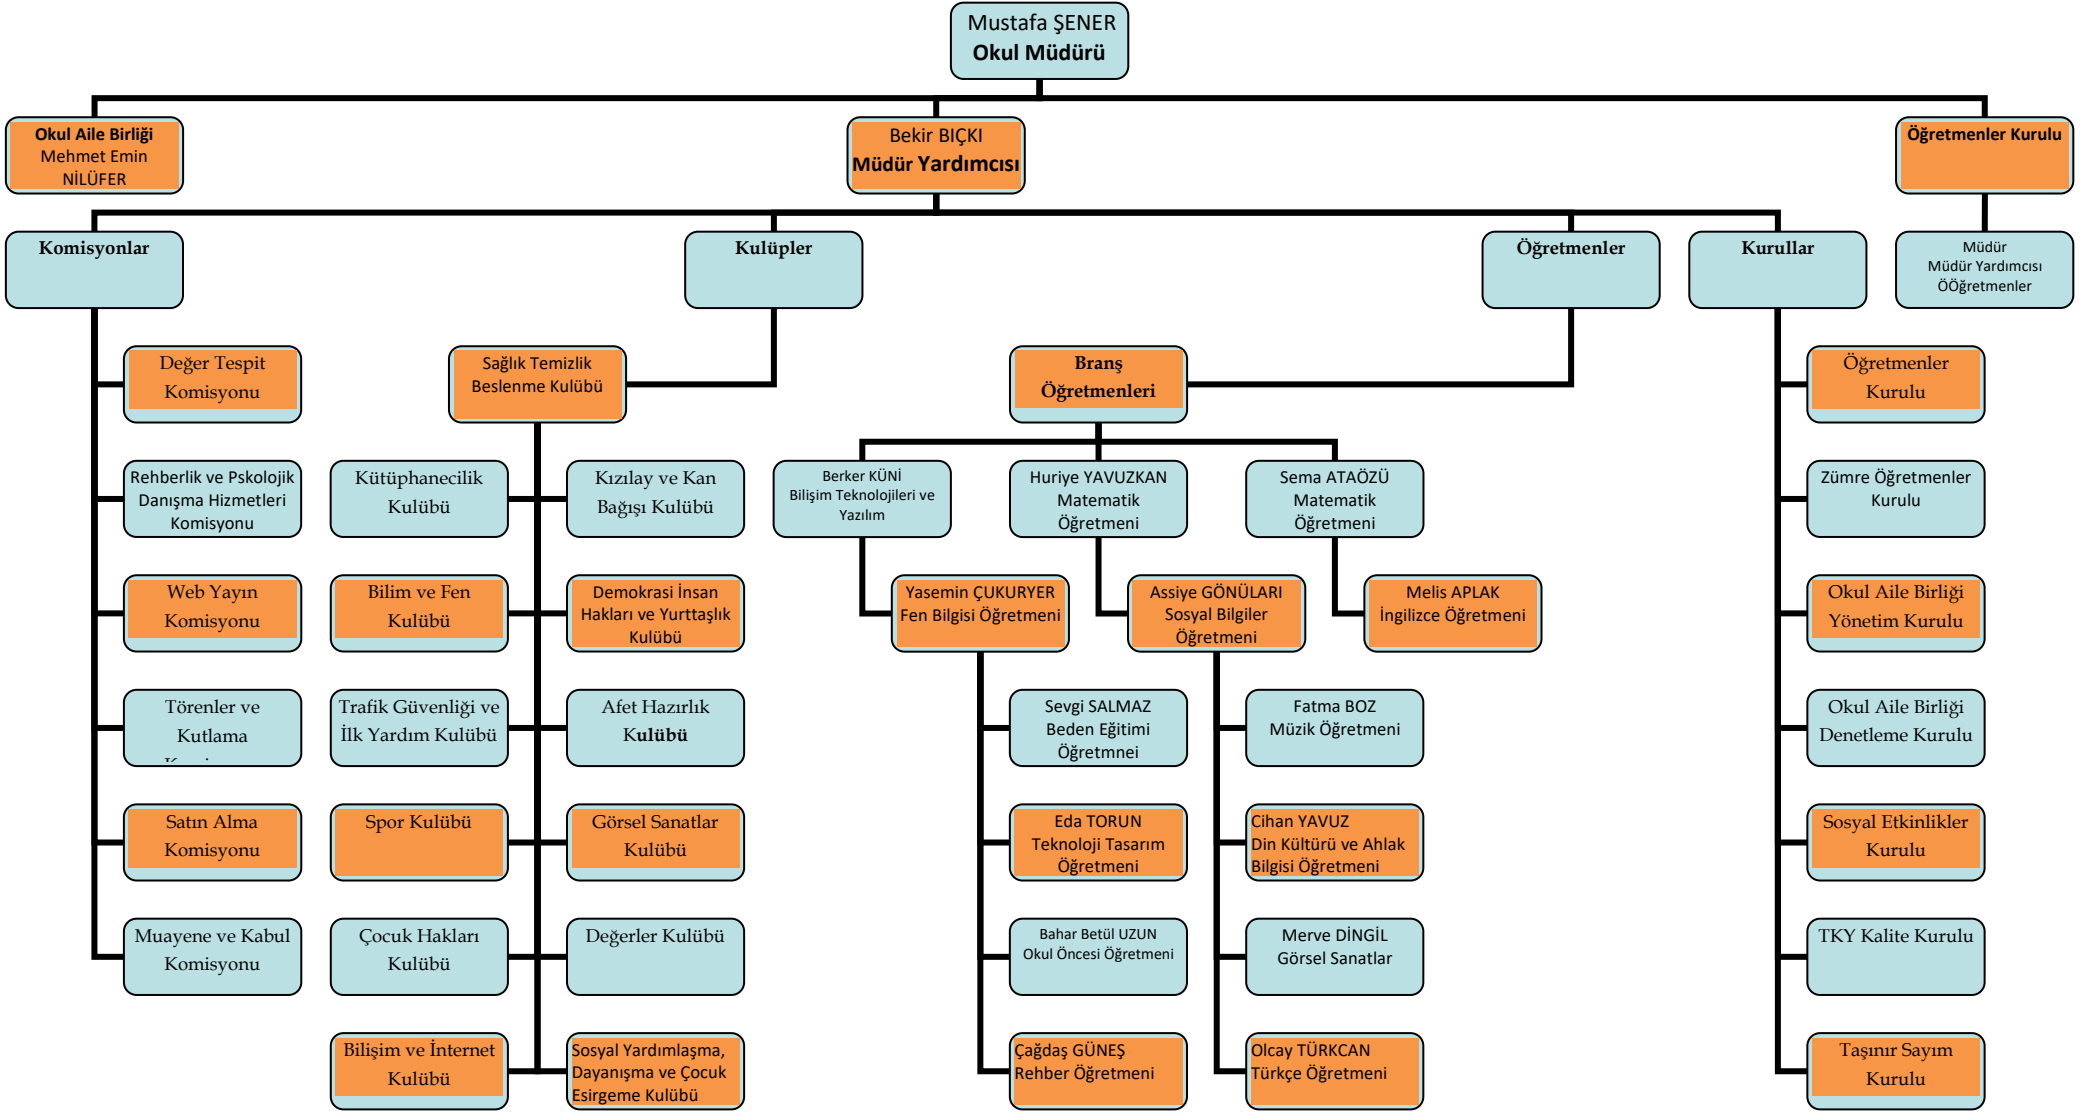 Mustafa ŞENER
Okul Müdürü
Okul Aile Birliği
Mehmet Emin
NİLÜFER
Bekir BIÇKI
Müdür Yardımcısı
Öğretmenler Kurulu
Komisyonlar
Kulüpler
Öğretmenler
Kurullar
Müdür
Müdür Yardımcısı
ÖÖğretmenler
Değer Tespit
Komisyonu
Sağlık Temizlik
Beslenme Kulübü
Branş
Öğretmenleri
Öğretmenler
Kurulu
Rehberlik ve Pskolojik
Danışma Hizmetleri
Komisyonu
Kütüphanecilik
Kulübü
Kızılay ve Kan
Bağışı Kulübü
Berker KÜNİ
Bilişim Teknolojileri ve
Yazılım
Huriye YAVUZKAN
Matematik
Öğretmeni
Sema ATAÖZÜ
Matematik
Öğretmeni
Zümre Öğretmenler
Kurulu
Web Yayın
Komisyonu
Bilim ve Fen
Kulübü
Demokrasi İnsan
Hakları ve Yurttaşlık
Kulübü
Yasemin ÇUKURYER
Fen Bilgisi Öğretmeni
Assiye GÖNÜLARI
Sosyal Bilgiler
Öğretmeni
Melis APLAK
İngilizce Öğretmeni
Okul Aile Birliği
Yönetim Kurulu
Törenler ve
Kutlama
Trafik Güvenliği ve
İlk Yardım Kulübü
Afet Hazırlık
Kulübü
Sevgi SALMAZ
Beden Eğitimi
Öğretmnei
Fatma BOZ
Müzik Öğretmeni
Okul Aile Birliği
Denetleme Kurulu
Satın Alma
Komisyonu
Spor Kulübü
Görsel Sanatlar
Kulübü
Eda TORUN
Teknoloji Tasarım
Öğretmeni
Cihan YAVUZ
Din Kültürü ve Ahlak
Bilgisi Öğretmeni
Sosyal Etkinlikler
Kurulu
Muayene ve Kabul
Komisyonu
Çocuk Hakları
Kulübü
Değerler Kulübü
Bahar Betül UZUN
Okul Öncesi Öğretmeni
Merve DİNGİL
Görsel Sanatlar
TKY Kalite Kurulu
Bilişim ve İnternet
Kulübü
Sosyal Yardımlaşma,
Dayanışma ve Çocuk
Esirgeme Kulübü
Çağdaş GÜNEŞ
Rehber Öğretmeni
Olcay TÜRKCAN
Türkçe Öğretmeni
Taşınır Sayım
Kurulu